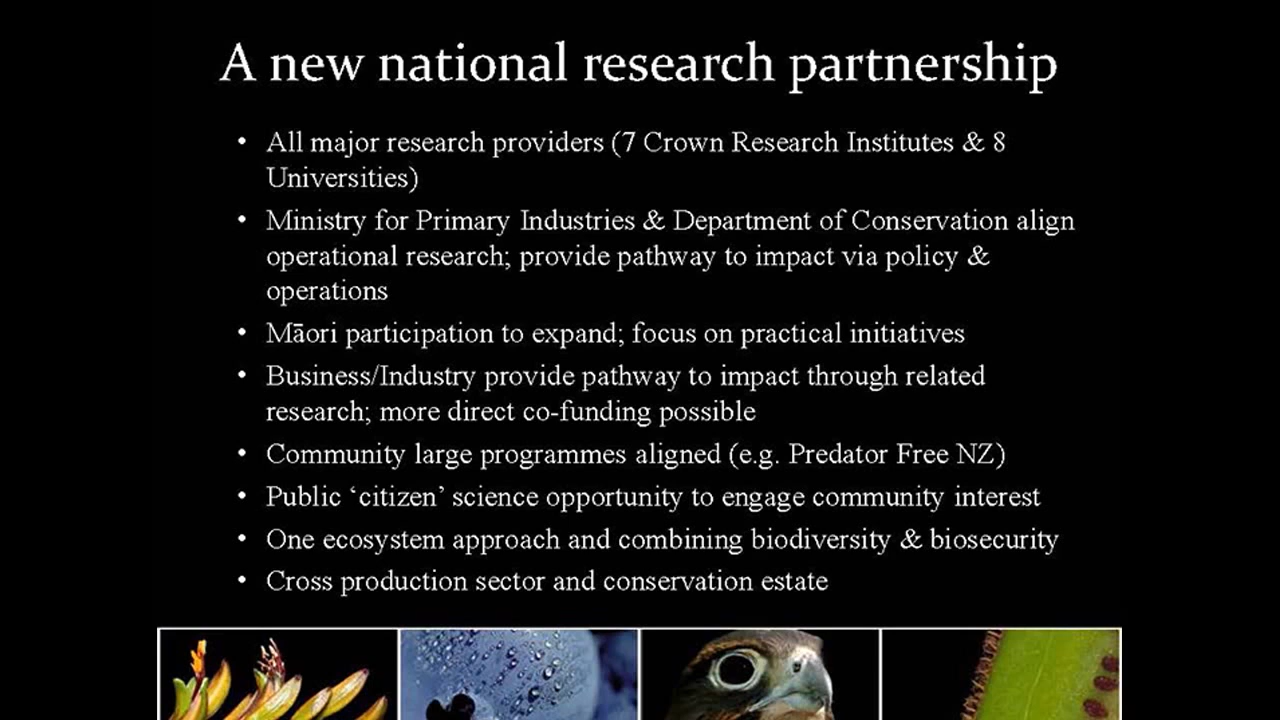 A new national research partnership
• All major research providers (7 Crown Research Institutes & 8
Universities)
• Ministry for Primary Industries & Department of Conservation align
operational research; provide pathway to impact via policy &
operations
• Māori participation to expand; focus on practical initiatives
• Business/Industry provide pathway to impact through related
research; more direct co-funding possible
• Community large programmes aligned (e.g. Predator Free NZ)
• Public ‘citizen’ science opportunity to engage community interest
• One ecosystem approach and combining biodiversity & biosecurity
• Cross production sector and conservation estate